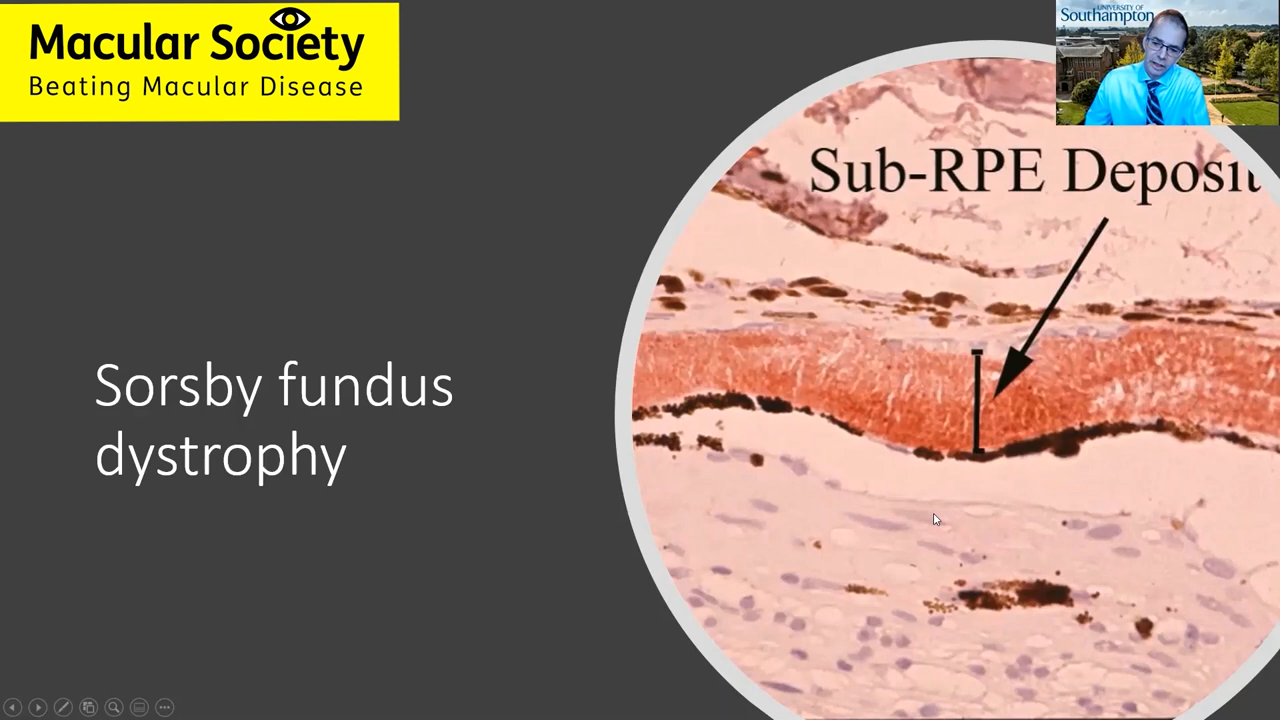 Macular Society
Beating Macular Disease
UNIVERSITY OF
Southampton
Sub-RPE Deposit
Sorsby fundus
dystrophy